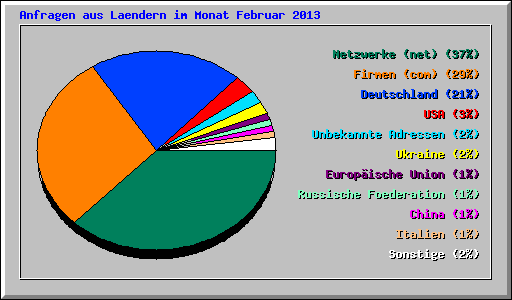 Anfragen aus Laendern im Monat Februar 2013
Netzwerke (net) (37%)
Firmen (com) (29%)
Deutschland (21%)
USA (3%)
Unbekannte Adressen (2%)
Ukraine (2%)
Europäische Union (1%)
Russische Foederation (1%)
China (1%)
Italien (1%)
Sonstige (2%)